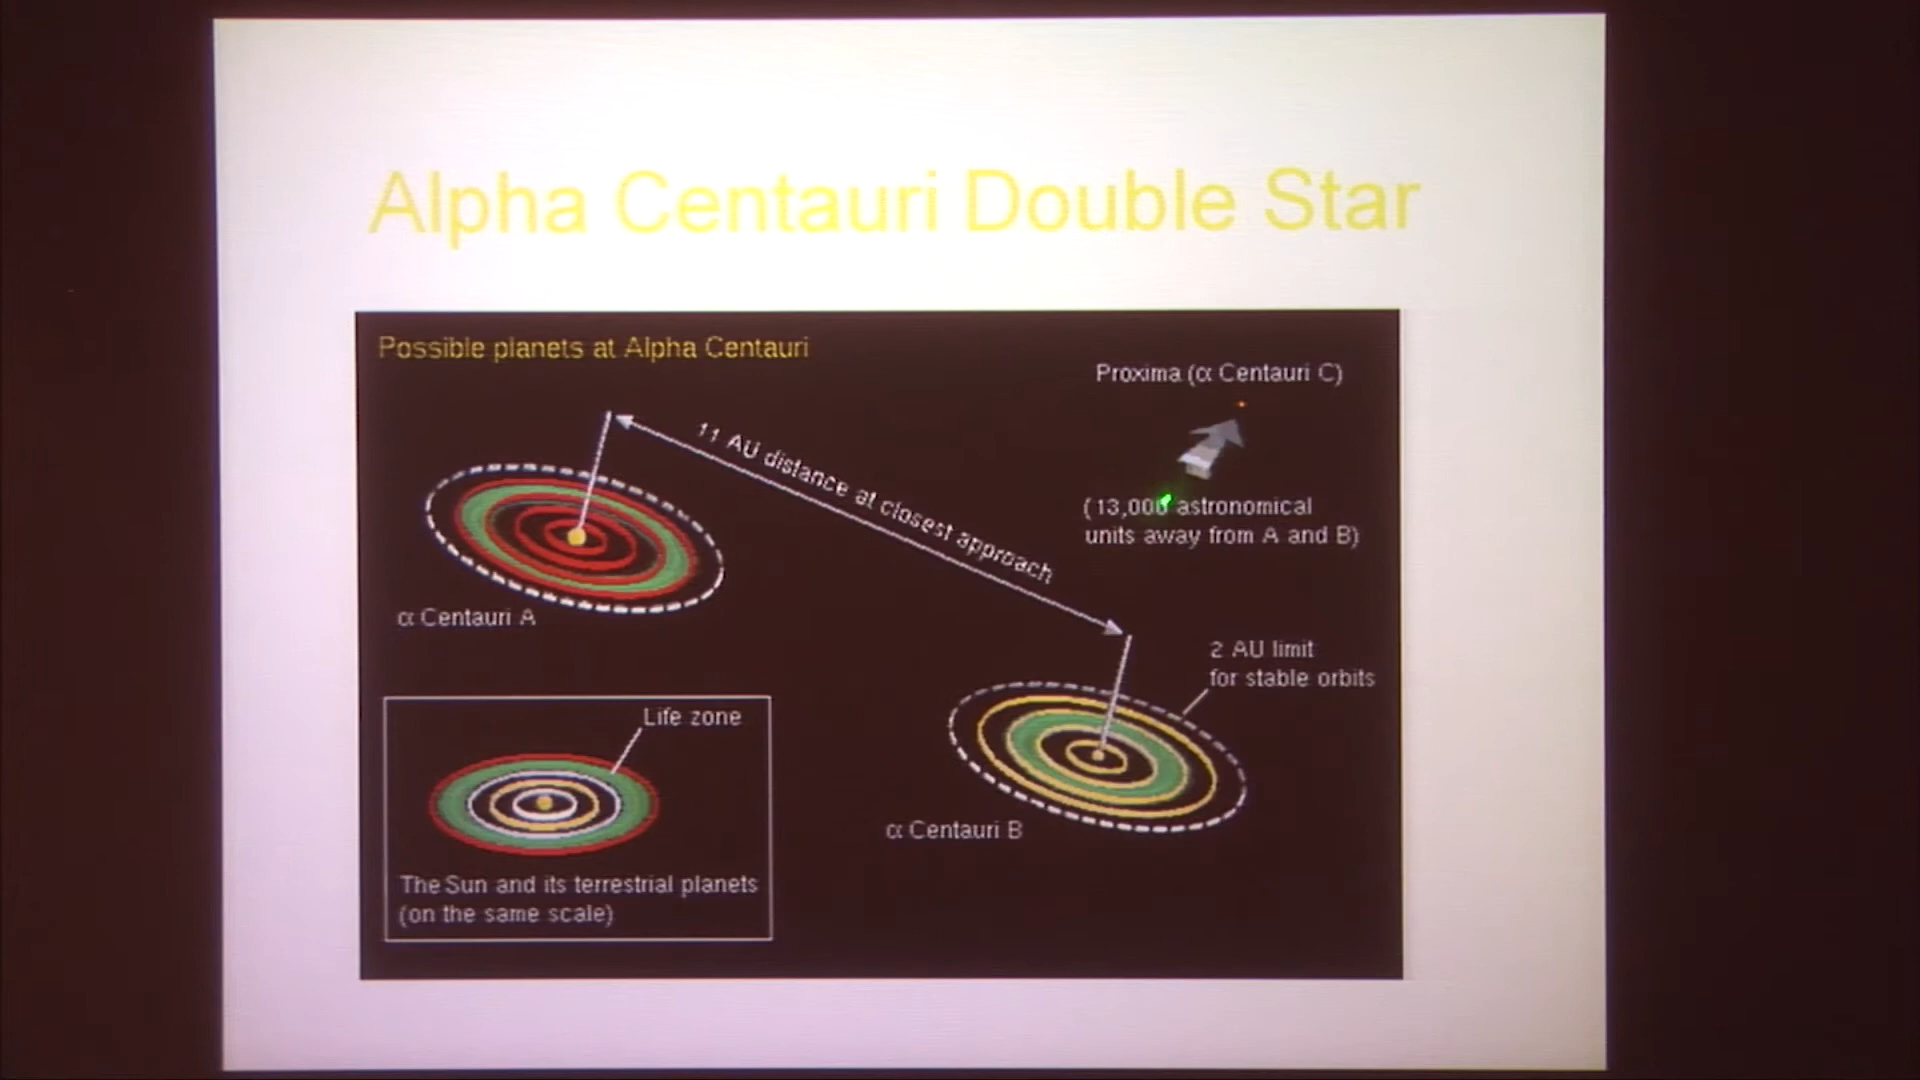 Alpha Centauri Double Star
Possible planets at Alpha Centauri
Proxima (α Centauri C)
11 AU distance at closest approach
(13,000 astronomical
units away from A and B)
α Centauri A
2 AU limit
for stable orbits
Life zone
α Centauri B
The Sun and its terrestrial planets
(on the same scale)